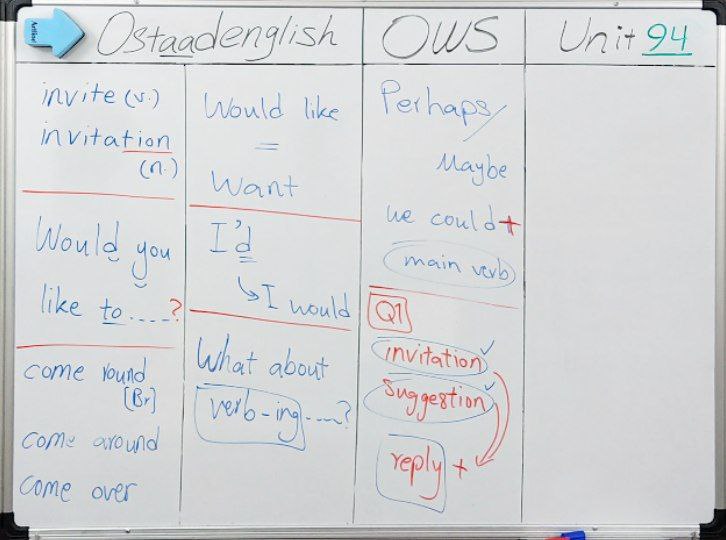 Artline
Ostaadenglish
OWS
Unit 94
invite (v.)
invitation
(n.)
Would you
like to.....?
come round
[Br]
come around
come over
Would like
=
Want
I'd
↳ I would
What about
verb-ing.....?
Perhaps/
Maybe
we could +
main verb
Q1
invitation ✓
suggestion ✓
reply +